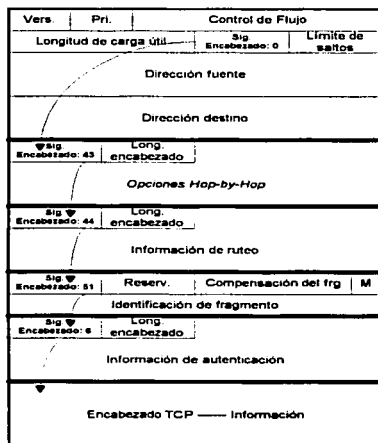 Vers. Pri. Control de Flujo
Longitud de carga útil Sig. Encabezado: 0 Límite de saltos
Dirección fuente
Dirección destino
Sig. Encabezado: 43 Long. encabezado
Opciones Hop-by-Hop
Sig. Encabezado: 44 Long. encabezado
Información de ruteo
Sig. Encabezado: 51 Reserv. Compensación del frg M
Identificación de fragmento
Sig. Encabezado: 6 Long. encabezado
Información de autenticación
Encabezado TCP —— Información